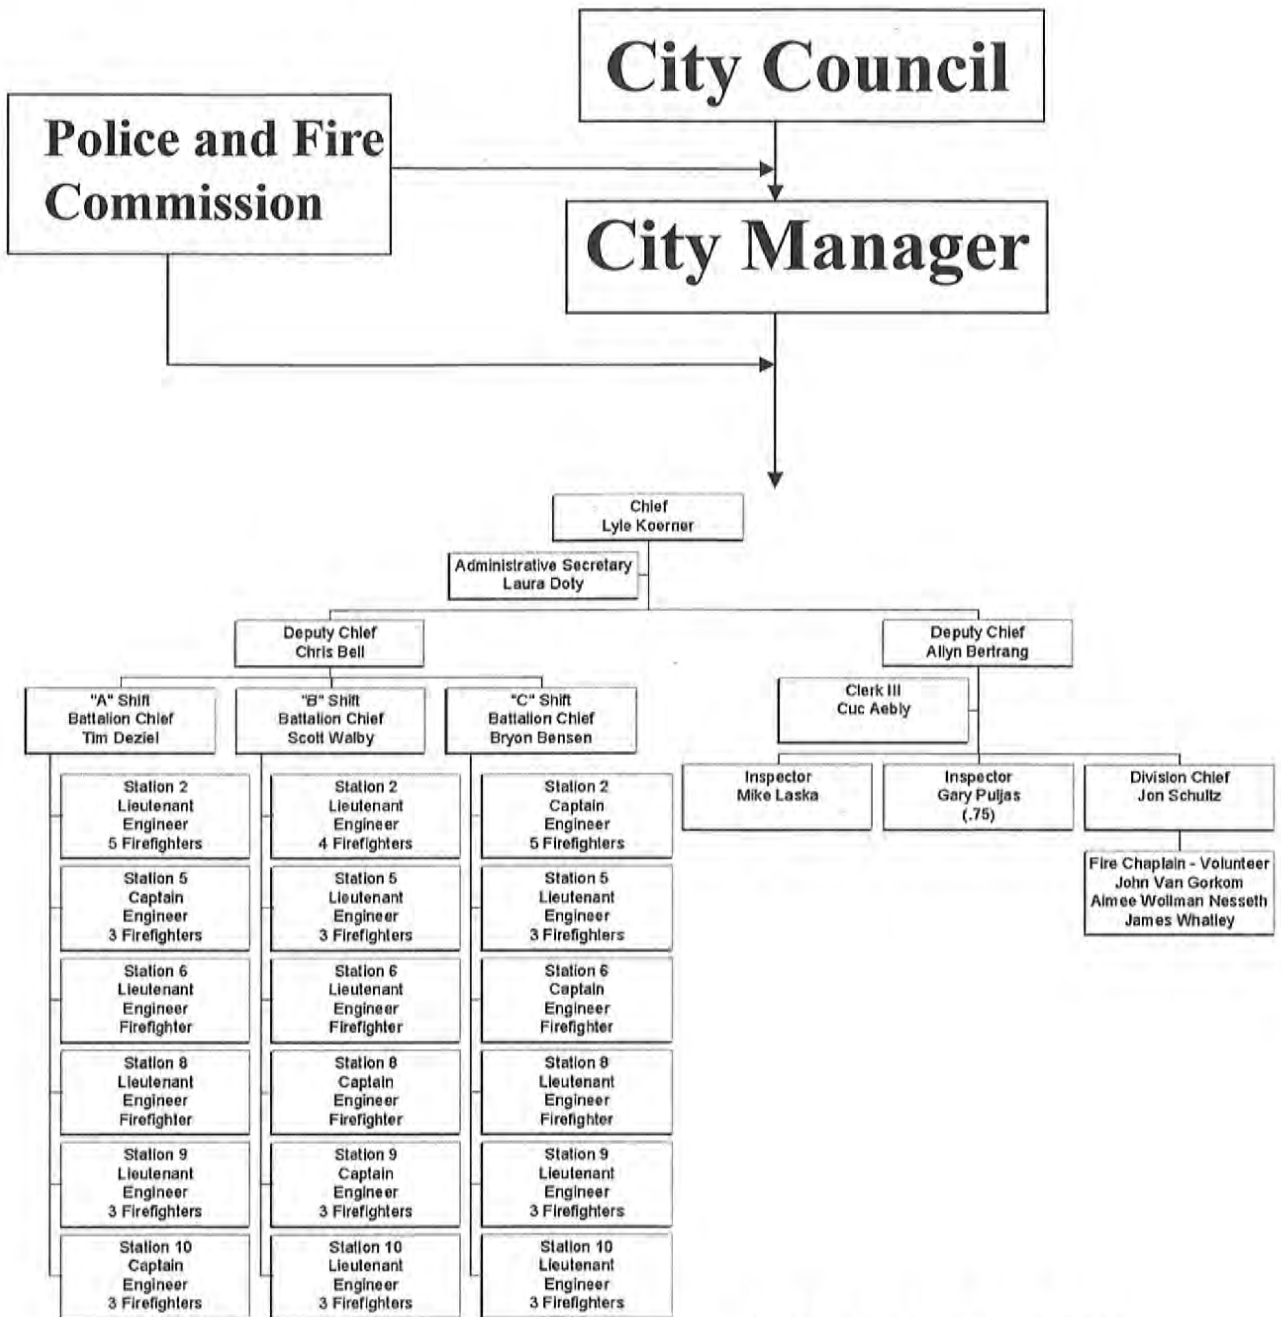 City Council
Police and Fire
Commission
City Manager
Chief
Lyle Koerner
Administrative Secretary
Laura Doty
Deputy Chief
Chris Bell
Deputy Chief
Allyn Bertrang
"A" Shift
Battalion Chief
Tim Deziel
"B" Shift
Battalion Chief
Scott Walby
"C" Shift
Battalion Chief
Bryon Bensen
Clerk III
Cuc Aebly
Inspector
Mike Laska
Inspector
Gary Puljas
(.75)
Division Chief
Jon Schultz
Fire Chaplain - Volunteer
John Van Gorkom
Aimee Wollman Nesseth
James Whatley
Station 2
Lieutenant
Engineer
5 Firefighters
Station 5
Captain
Engineer
3 Firefighters
Station 6
Lieutenant
Engineer
Firefighter
Station 8
Lieutenant
Engineer
Firefighter
Station 9
Lieutenant
Engineer
3 Firefighters
Station 10
Captain
Engineer
3 Firefighters
Station 2
Lieutenant
Engineer
4 Firefighters
Station 5
Lieutenant
Engineer
3 Firefighters
Station 6
Lieutenant
Engineer
Firefighter
Station 8
Captain
Engineer
Firefighter
Station 9
Captain
Engineer
3 Firefighters
Station 10
Lieutenant
Engineer
3 Firefighters
Station 2
Captain
Engineer
5 Firefighters
Station 5
Lieutenant
Engineer
3 Firefighters
Station 6
Captain
Engineer
Firefighter
Station 8
Lieutenant
Engineer
Firefighter
Station 9
Lieutenant
Engineer
3 Firefighters
Station 10
Lieutenant
Engineer
3 Firefighters